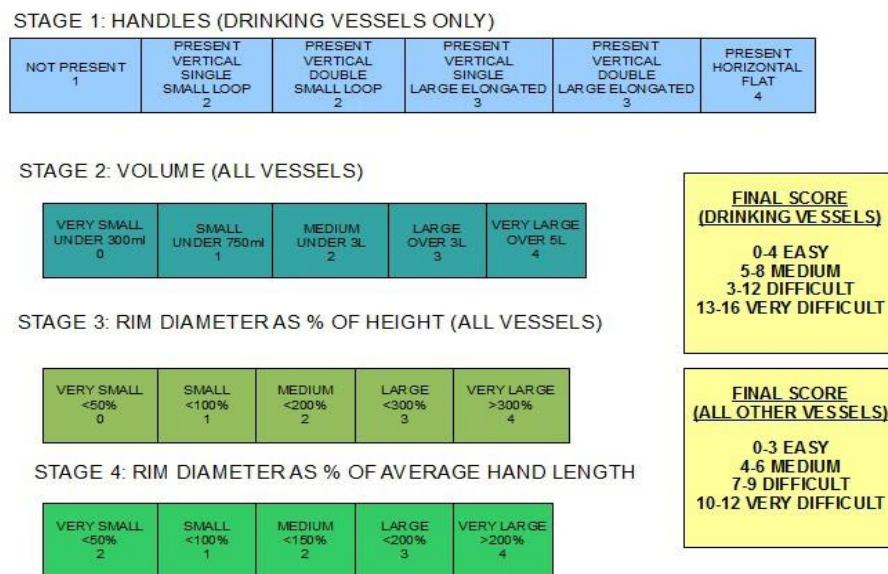 STAGE 1: HANDLES (DRINKING VESSELS ONLY)
NOT PRESENT
1
PRESENT
VERTICAL
SINGLE
SMALL LOOP
2
PRESENT
VERTICAL
DOUBLE
SMALL LOOP
2
PRESENT
VERTICAL
SINGLE
LARGE ELONGATED
3
PRESENT
VERTICAL
DOUBLE
LARGE ELONGATED
3
PRESENT
HORIZONTAL
FLAT
4
STAGE 2: VOLUME (ALL VESSELS)
VERY SMALL
UNDER 300ml
0
SMALL
UNDER 750ml
1
MEDIUM
UNDER 3L
2
LARGE
OVER 3L
3
VERY LARGE
OVER 5L
4
STAGE 3: RIM DIAMETER AS % OF HEIGHT (ALL VESSELS)
VERY SMALL
<50%
0
SMALL
<100%
1
MEDIUM
<200%
2
LARGE
<300%
3
VERY LARGE
>300%
4
STAGE 4: RIM DIAMETER AS % OF AVERAGE HAND LENGTH
VERY SMALL
<50%
2
SMALL
<100%
1
MEDIUM
<150%
2
LARGE
<200%
3
VERY LARGE
>200%
4
FINAL SCORE
(DRINKING VESSELS)
0-4 EASY
5-8 MEDIUM
3-12 DIFFICULT
13-16 VERY DIFFICULT
FINAL SCORE
(ALL OTHER VESSELS)
0-3 EASY
4-6 MEDIUM
7-9 DIFFICULT
10-12 VERY DIFFICULT